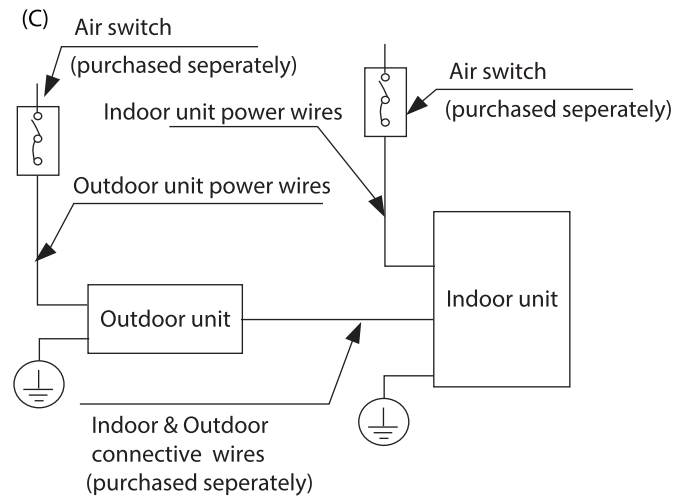 (C)
Air switch
(purchased seperately)
Air switch
(purchased seperately)
Indoor unit power wires
Outdoor unit power wires
Indoor unit
Outdoor unit
Indoor & Outdoor
connective wires
(purchased seperately)